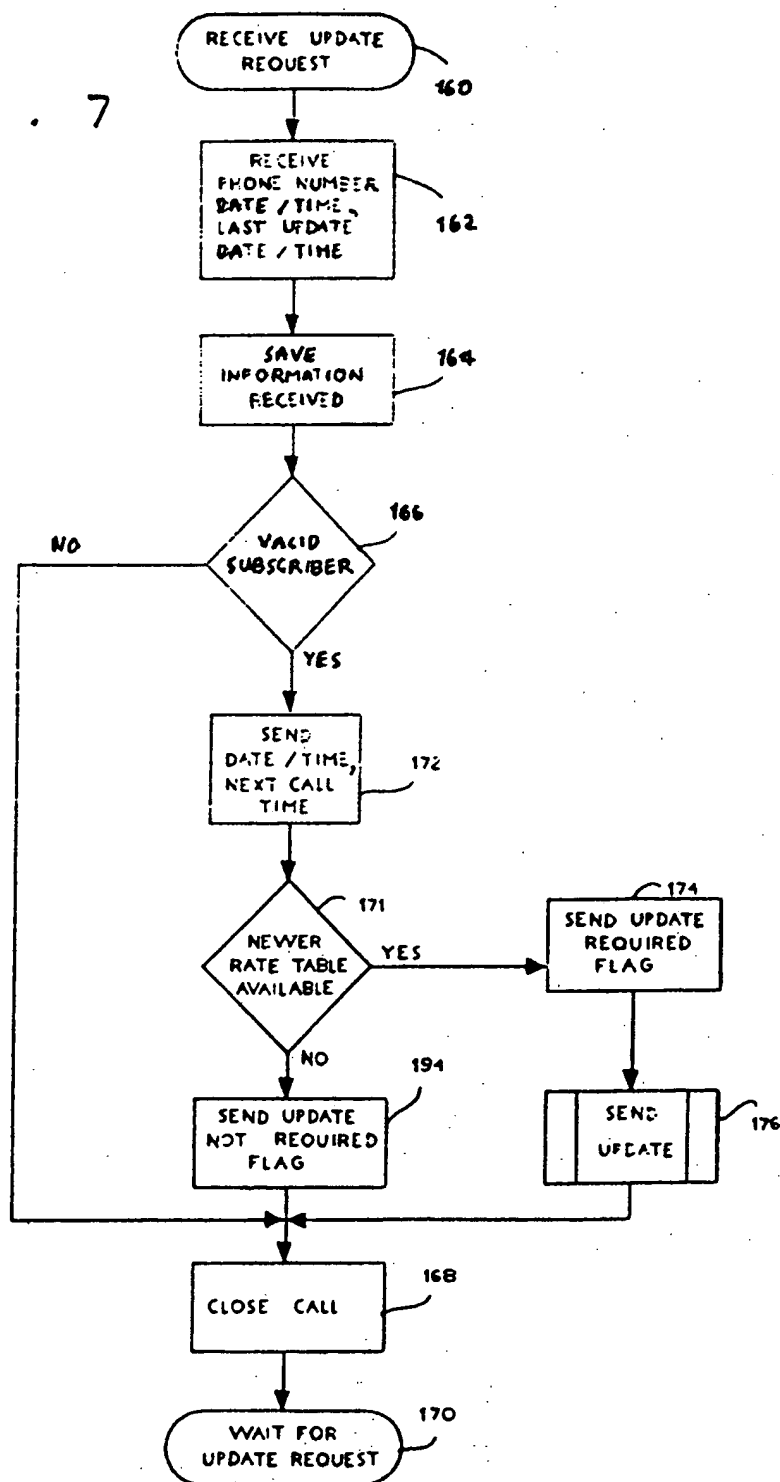 RECEIVE UPDATE
REQUEST
160
. 7
RECEIVE
PHONE NUMBER
DATE / TIME,
LAST UPDATE
DATE / TIME
162
SAVE
INFORMATION
RECEIVED
164
VALID
SUBSCRIBER
166
NO
YES
SEND
DATE / TIME,
NEXT CALL
TIME
172
NEWER
RATE TABLE
AVAILABLE
171
YES
SEND UPDATE
REQUIRED
FLAG
174
NO
SEND UPDATE
NOT REQUIRED
FLAG
194
SEND
UPDATE
176
CLOSE CALL
168
WAIT FOR
UPDATE REQUEST
170